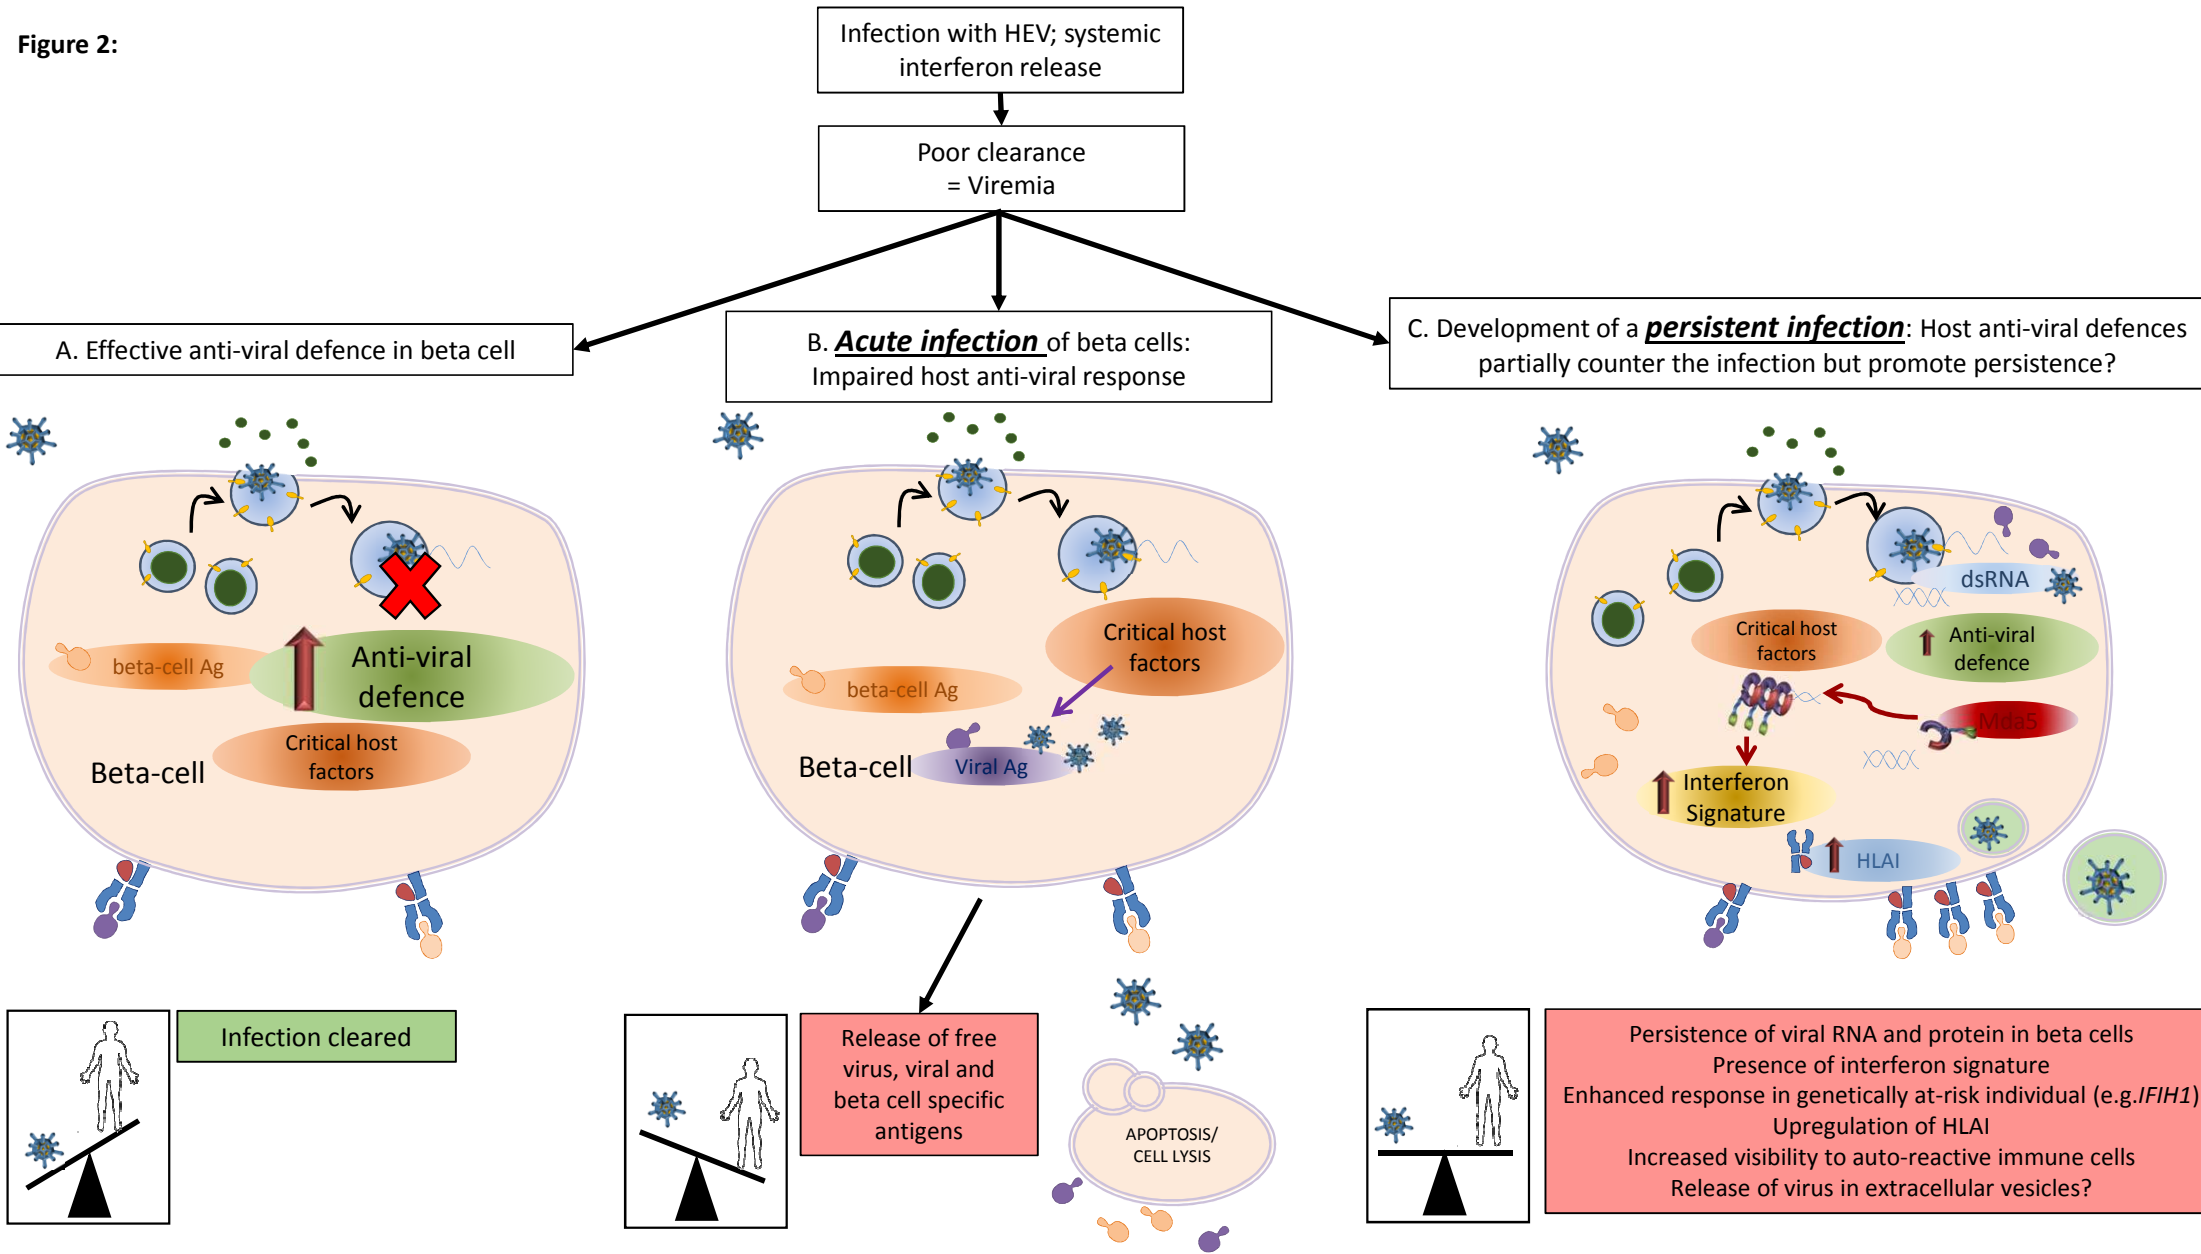 Figure 2:
Infection with HEV; systemic
interferon release
Poor clearance
= Viremia
A. Effective anti-viral defence in beta cell
B. Acute infection of beta cells:
Impaired host anti-viral response
C. Development of a persistent infection: Host anti-viral defences
partially counter the infection but promote persistence?
beta-cell Ag
Anti-viral
defence
Critical host
factors
Beta-cell
Critical host
factors
beta-cell Ag
Beta-cell
Viral Ag
dsRNA
Critical host
factors
Anti-viral
defence
Mda5
Interferon
Signature
HLAI
Infection cleared
Release of free
virus, viral and
beta cell specific
antigens
APOPTOSIS/
CELL LYSIS
Persistence of viral RNA and protein in beta cells
Presence of interferon signature
Enhanced response in genetically at-risk individual (e.g.IFIH1)
Upregulation of HLAI
Increased visibility to auto-reactive immune cells
Release of virus in extracellular vesicles?